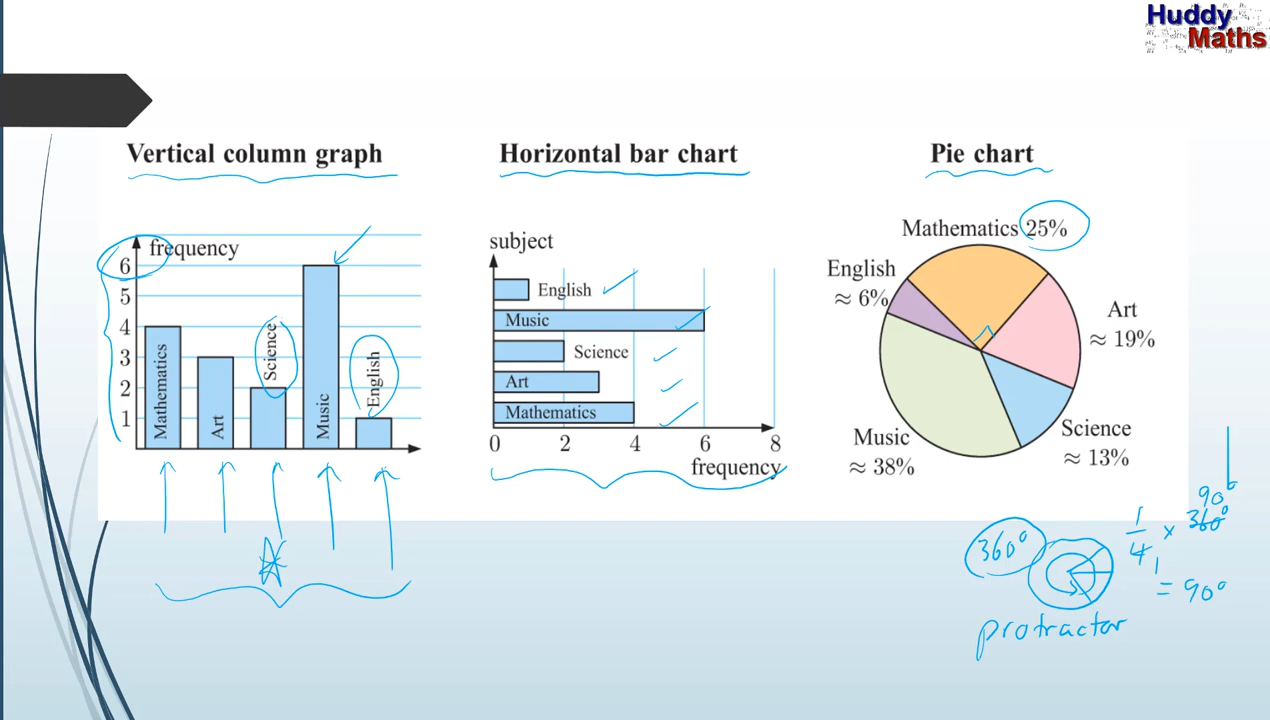 Huddy
Maths
Vertical column graph
frequency
6
5
4
3
2
1
Mathematics
Art
Science
Music
English
Horizontal bar chart
subject
English
Music
Science
Art
Mathematics
0 2 4 6 8
frequency
Pie chart
Mathematics 25%
English
≈ 6%
Art
≈ 19%
Science
≈ 13%
Music
≈ 38%
360°
90
1/4 × 360°
1
= 90°
protractor